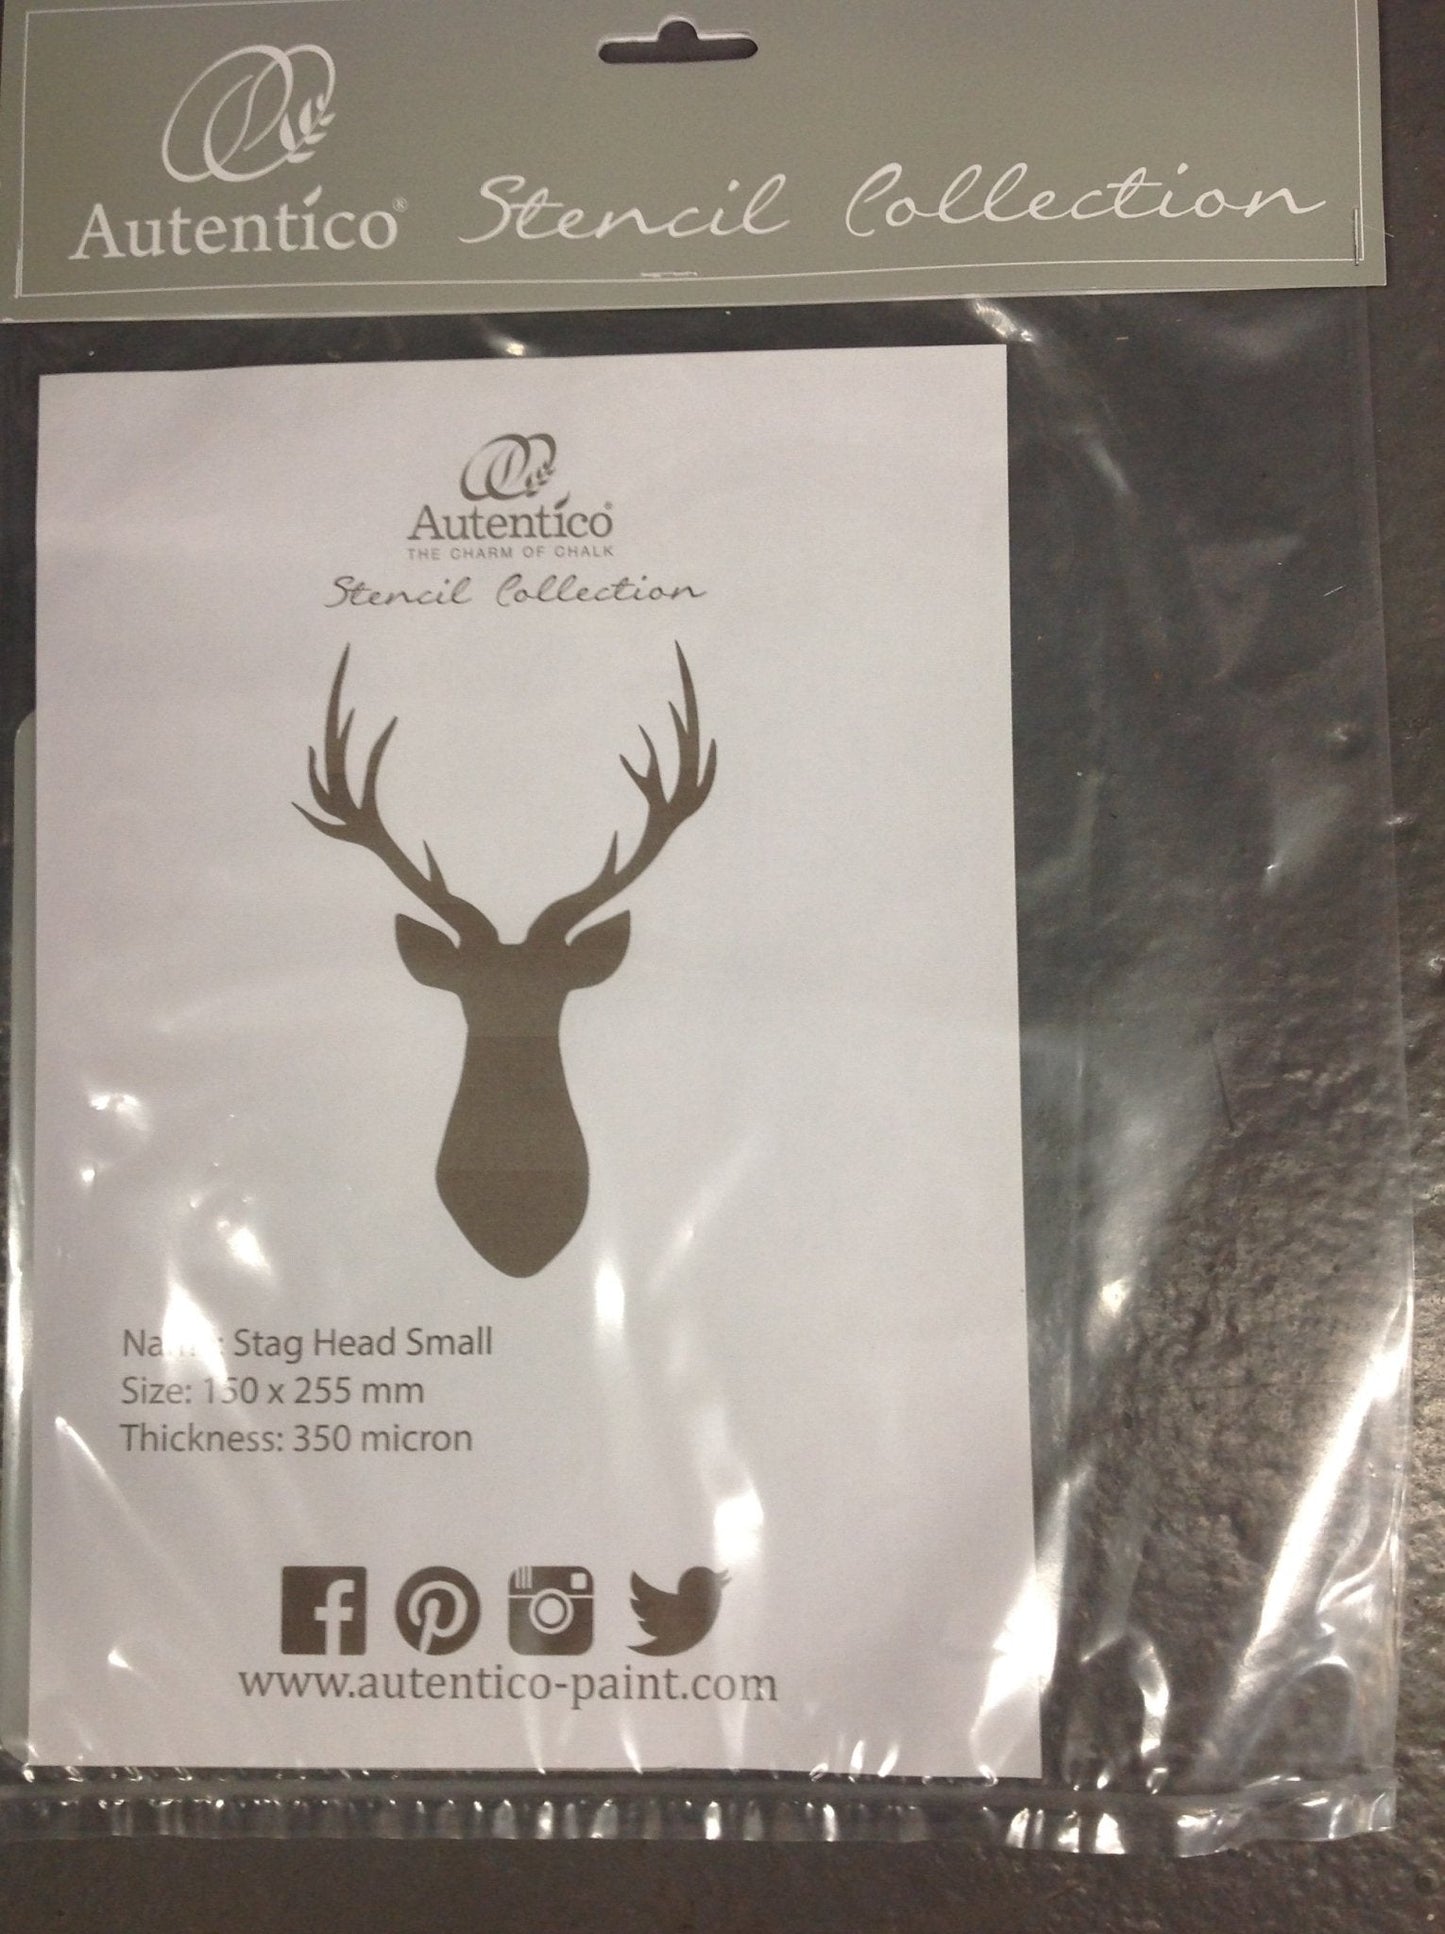 Autentico® Stencil Collection
Autentico®
THE CHARM OF CHALK
Stencil Collection
Name: Stag Head Small
Size: 150 x 255 mm
Thickness: 350 micron
www.autentico-paint.com